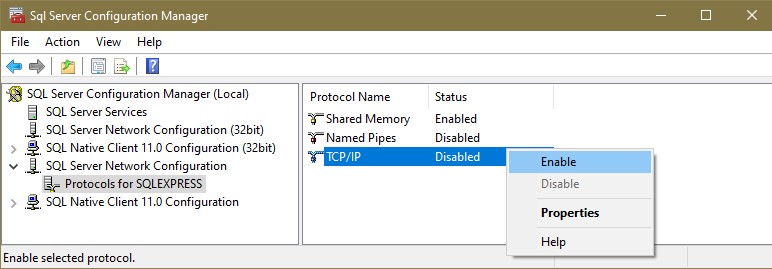 Sql Server Configuration Manager
File Action View Help
SQL Server Configuration Manager (Local)
SQL Server Services
SQL Server Network Configuration (32bit)
SQL Native Client 11.0 Configuration (32bit)
SQL Server Network Configuration
Protocols for SQLEXPRESS
SQL Native Client 11.0 Configuration
Protocol Name Status
Shared Memory Enabled
Named Pipes Disabled
TCP/IP Disabled
Enable
Disable
Properties
Help
Enable selected protocol.